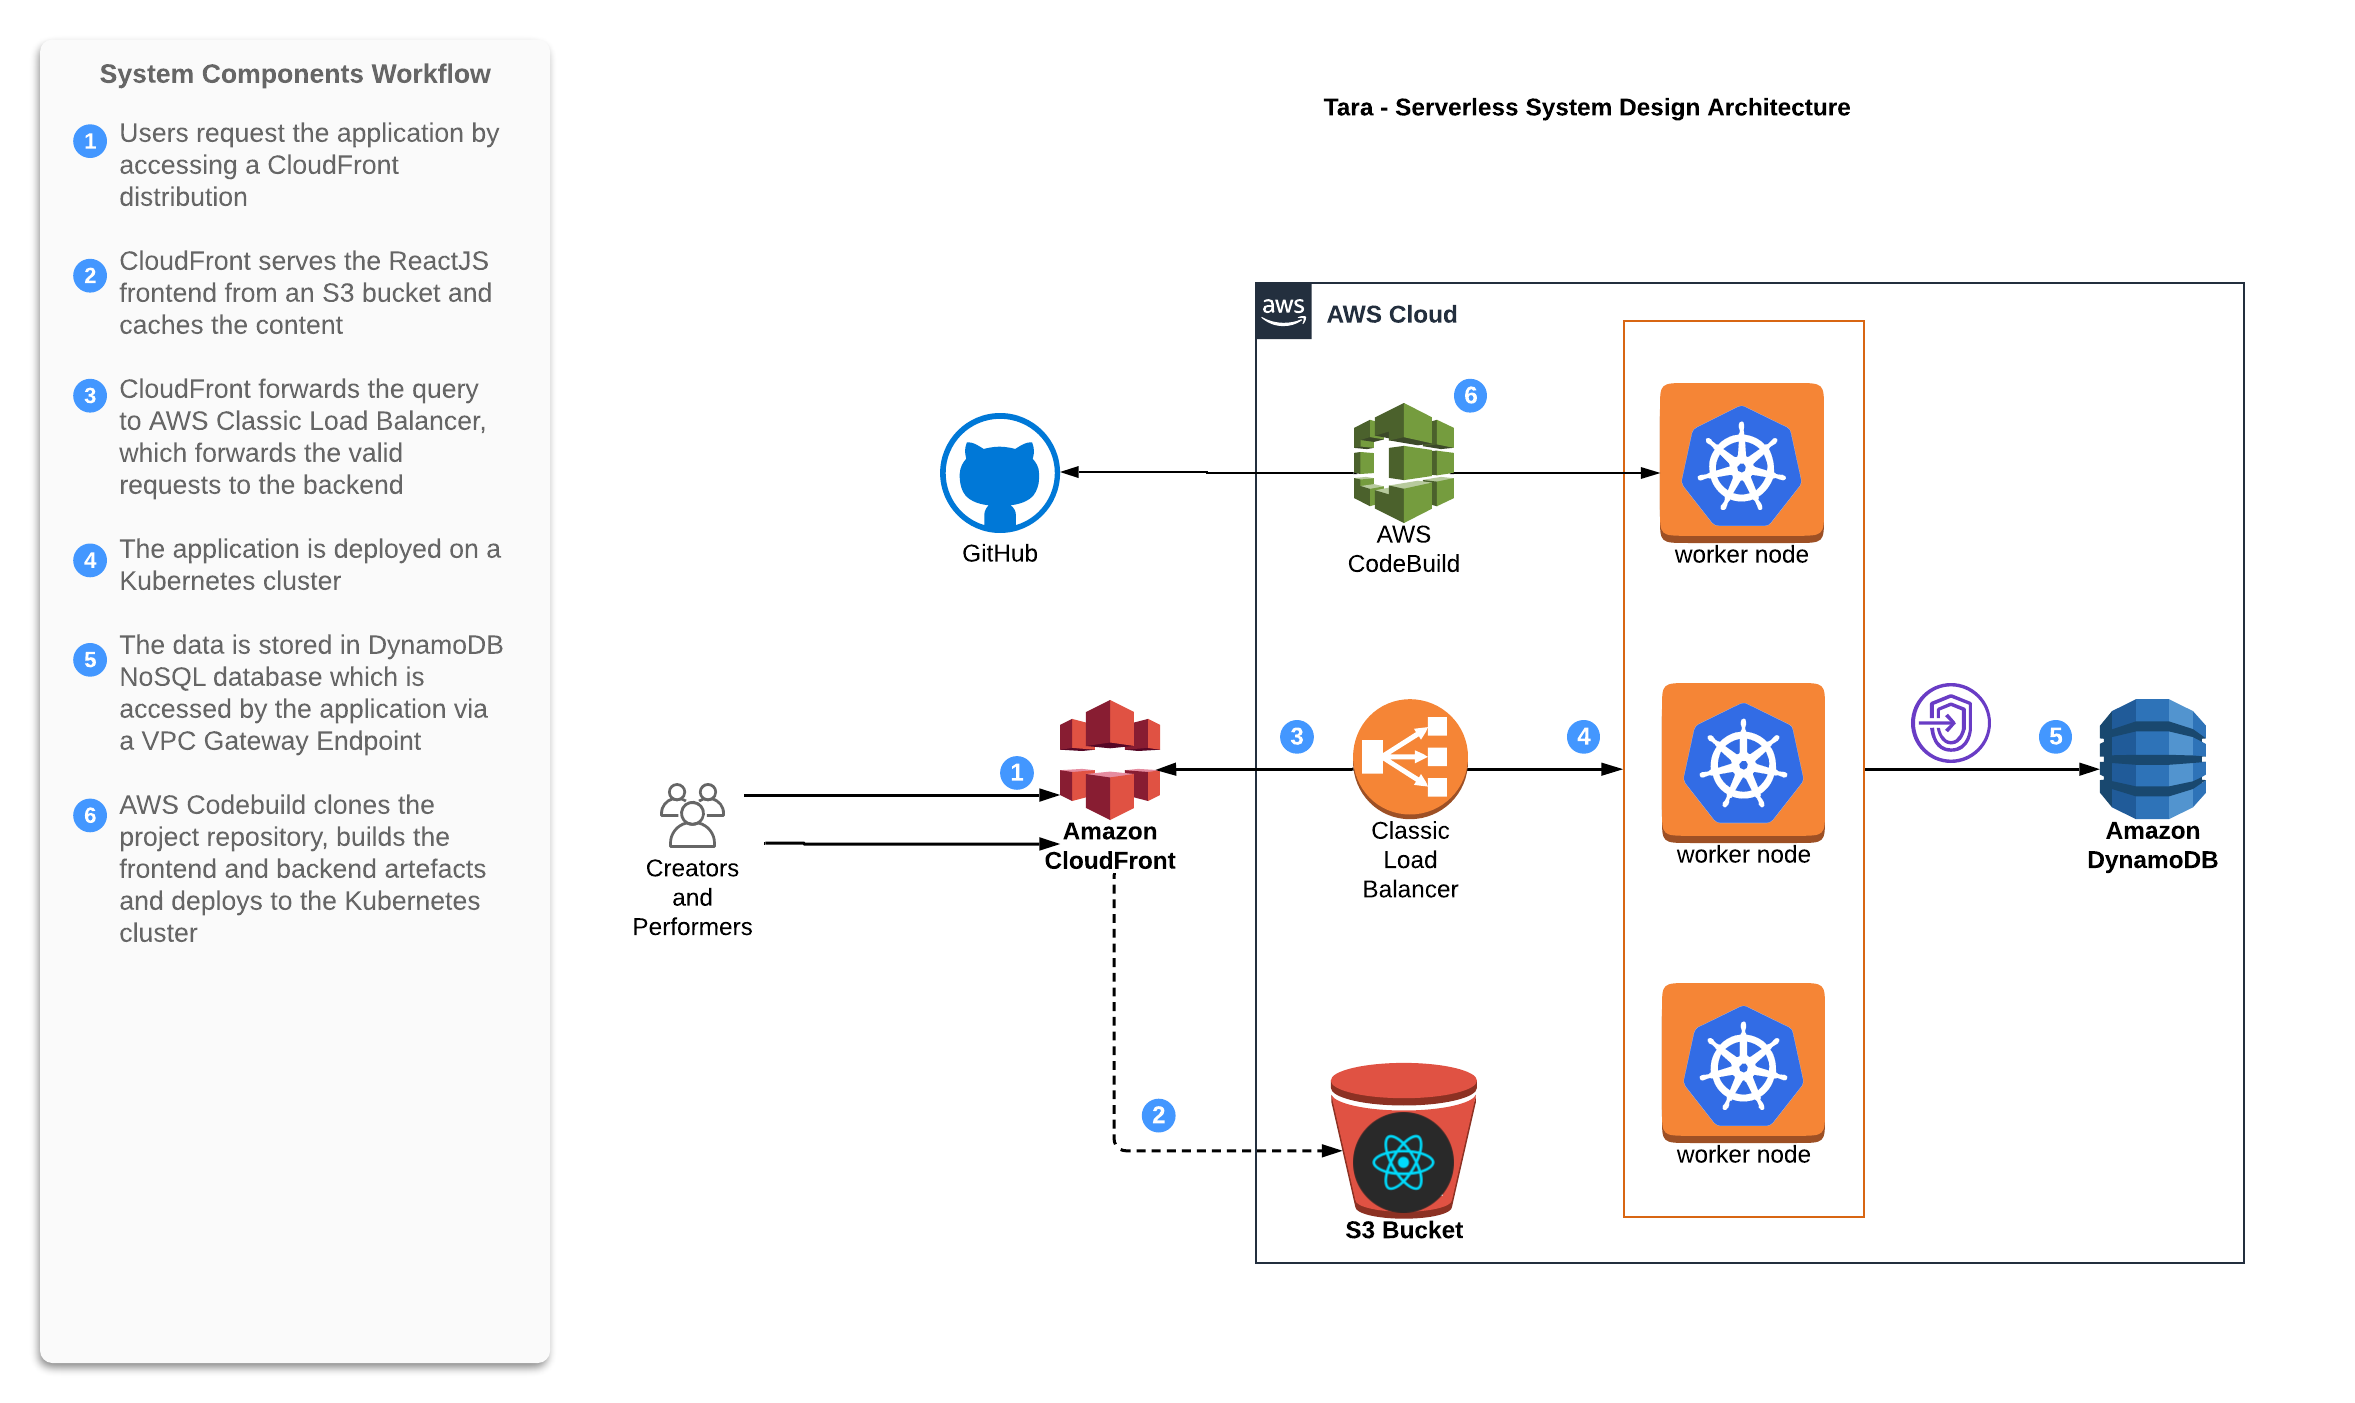 System Components Workflow
1
Users request the application by
accessing a CloudFront
distribution
2
CloudFront serves the ReactJS
frontend from an S3 bucket and
caches the content
3
CloudFront forwards the query
to AWS Classic Load Balancer,
which forwards the valid
requests to the backend
4
The application is deployed on a
Kubernetes cluster
5
The data is stored in DynamoDB
NoSQL database which is
accessed by the application via
a VPC Gateway Endpoint
6
AWS Codebuild clones the
project repository, builds the
frontend and backend artefacts
and deploys to the Kubernetes
cluster
Tara - Serverless System Design Architecture
aws
AWS Cloud
6
GitHub
AWS
CodeBuild
worker node
1
3
4
5
Creators
and
Performers
Amazon
CloudFront
Classic
Load
Balancer
worker node
Amazon
DynamoDB
2
S3 Bucket
worker node